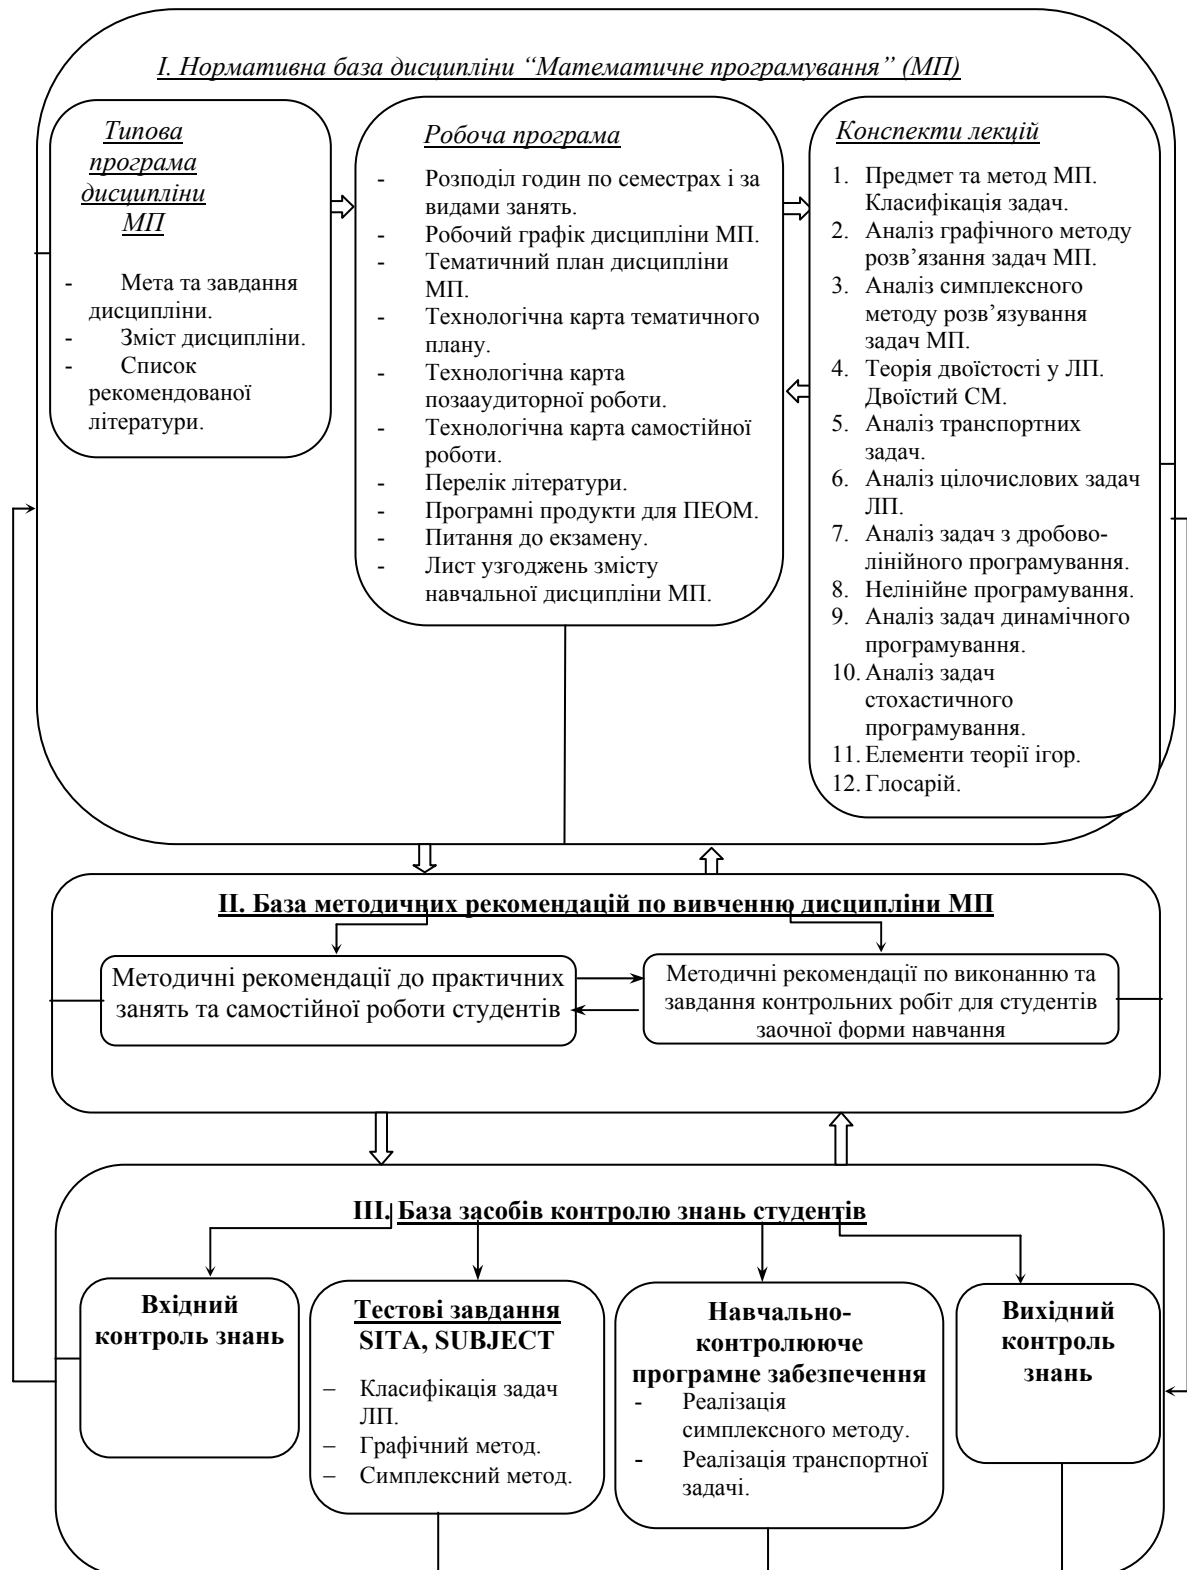 I. Нормативна база дисципліни “Математичне програмування” (МП)
Типова
програма
дисципліни
МП
- Мета та завдання
дисципліни.
- Зміст дисципліни.
- Список
рекомендованої
літератури.
Робоча програма
- Розподіл годин по семестрах і за
видами занять.
- Робочий графік дисципліни МП.
- Тематичний план дисципліни
МП.
- Технологічна карта тематичного
плану.
- Технологічна карта
позааудиторної роботи.
- Технологічна карта самостійної
роботи.
- Перелік літератури.
- Програмні продукти для ПЕОМ.
- Питання до екзамену.
- Лист узгоджень змісту
навчальної дисципліни МП.
Конспекти лекцій
1. Предмет та метод МП.
Класифікація задач.
2. Аналіз графічного методу
розв’язання задач МП.
3. Аналіз симплексного
методу розв’язування
задач МП.
4. Теорія двоїстості у ЛП.
Двоїстий СМ.
5. Аналіз транспортних
задач.
6. Аналіз цілочислових задач
ЛП.
7. Аналіз задач з дробово-
лінійного програмування.
8. Нелінійне програмування.
9. Аналіз задач динамічного
програмування.
10. Аналіз задач
стохастичного
програмування.
11. Елементи теорії ігор.
12. Глосарій.
II. База методичних рекомендацій по вивченню дисципліни МП
Методичні рекомендації до практичних
занять та самостійної роботи студентів
Методичні рекомендації по виконанню та
завдання контрольних робіт для студентів
заочної форми навчання
III. База засобів контролю знань студентів
Вхідний
контроль знань
Тестові завдання
SITA, SUBJECT
– Класифікація задач
ЛП.
– Графічний метод.
– Симплексний метод.
Навчально-
контролююче
програмне забезпечення
- Реалізація
симплексного методу.
- Реалізація транспортної
задачі.
Вихідний
контроль
знань